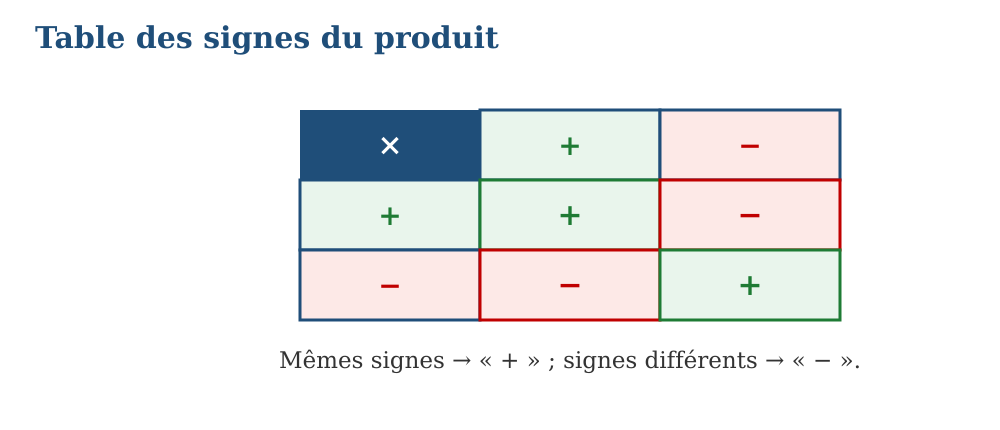 Table des signes du produit
× + −
+ + −
− − +
Mêmes signes → « + » ; signes différents → « − ».